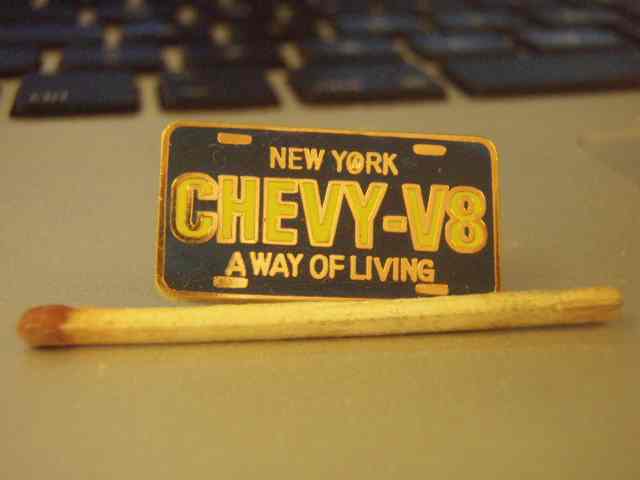 NEW YORK
CHEVY-V8
A WAY OF LIVING